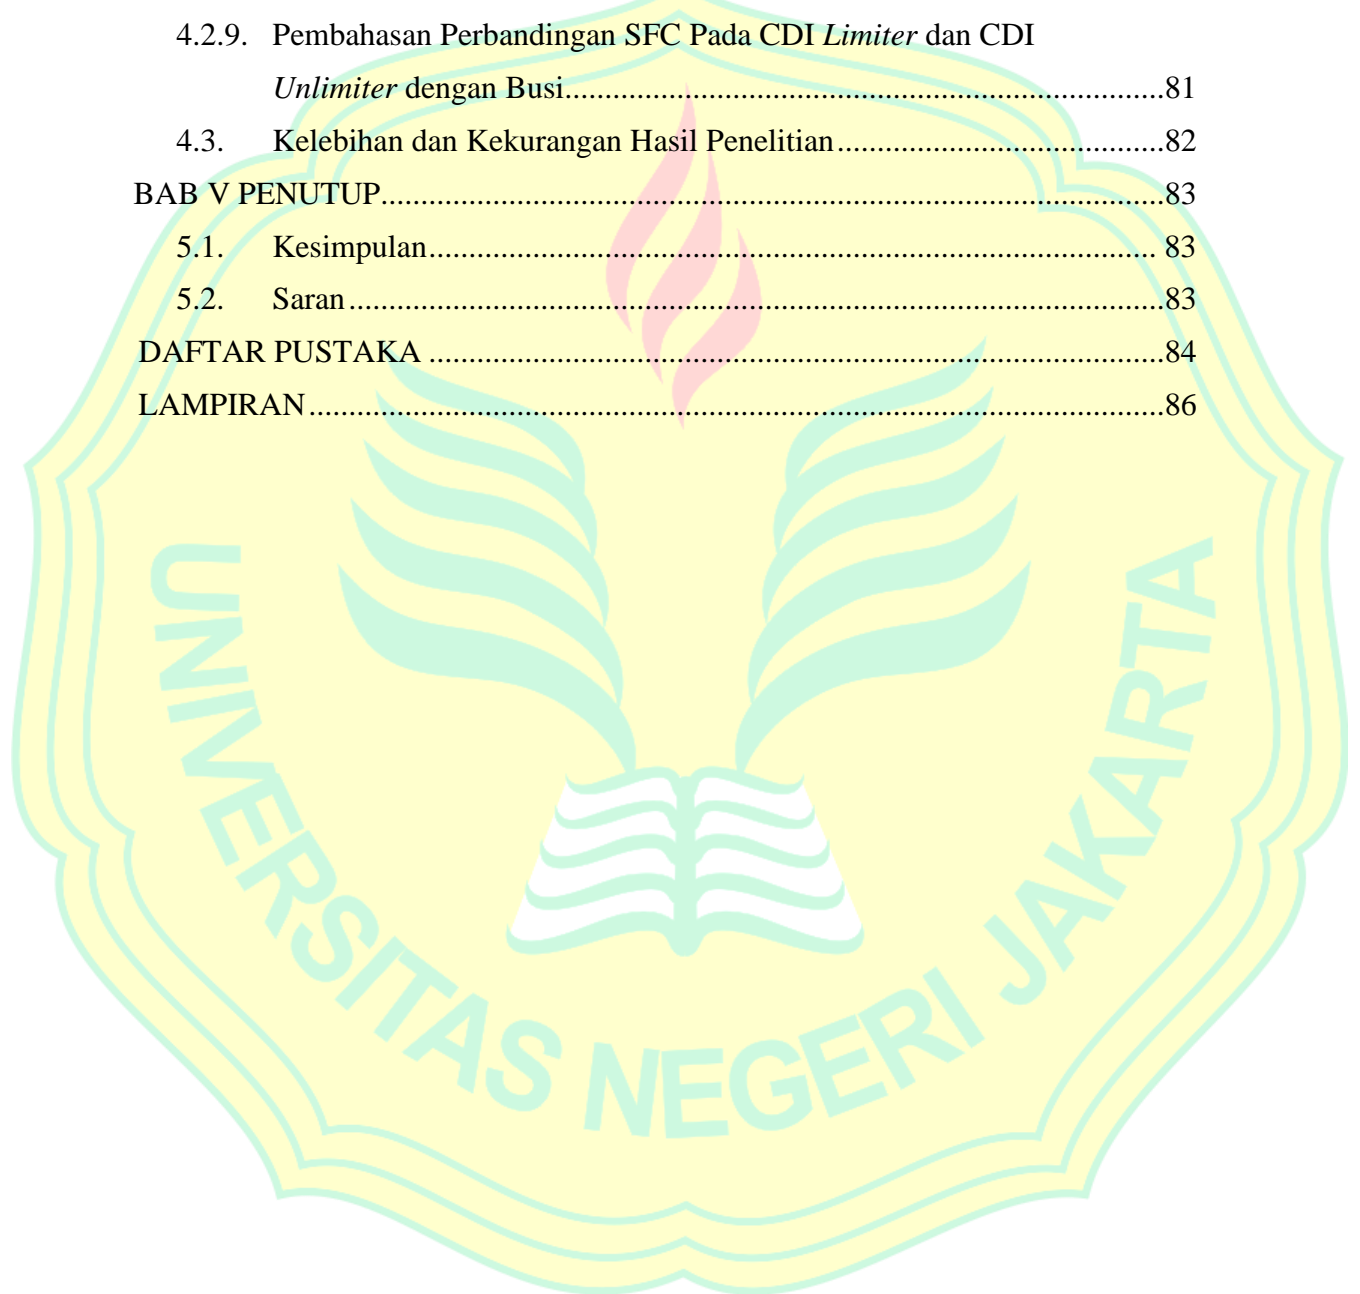 4.2.9. Pembahasan Perbandingan SFC Pada CDI Limiter dan CDI
Unlimiter dengan Busi..........................................................................81
4.3. Kelebihan dan Kekurangan Hasil Penelitian........................................82
BAB V PENUTUP.................................................................................................83
5.1. Kesimpulan.......................................................................................... 83
5.2. Saran.....................................................................................................83
DAFTAR PUSTAKA ...........................................................................................84
LAMPIRAN..........................................................................................................86
UNIVERSITAS NEGERI JAKARTA